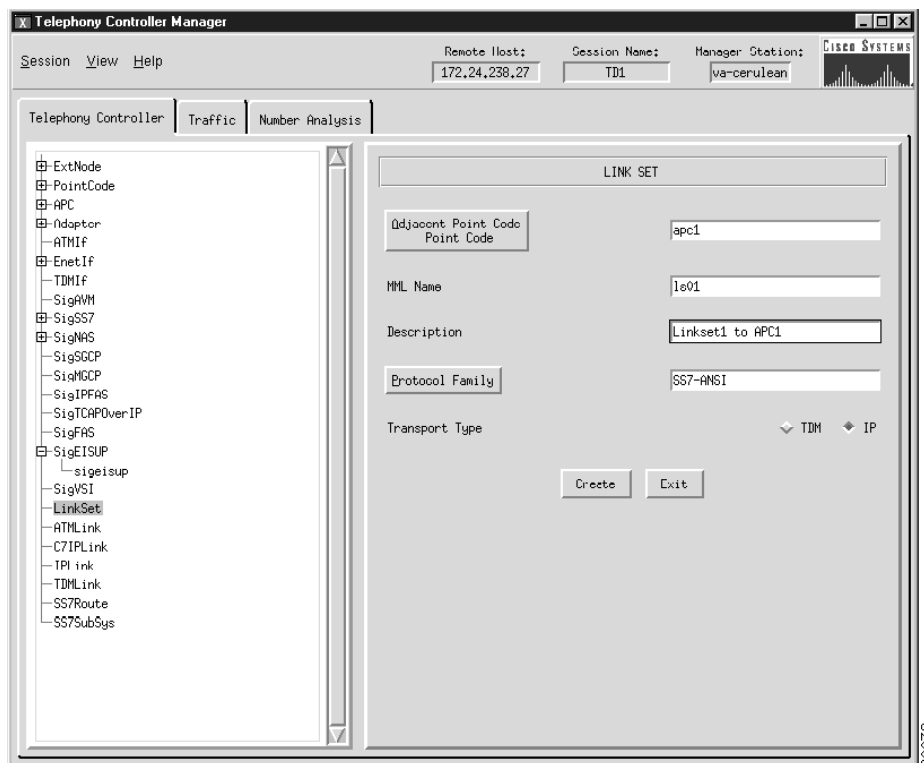 X Telephony Controller Manager
Session View Help
Remote Host: Session Name: Manager Station:
172.24.238.27 TD1 va-cerulean
CISCO SYSTEMS
Telephony Controller Traffic Number Analysis
ExtNode
PointCode
APC
Adaptor
ATMIf
EnetIf
TDMIf
SigAVM
SigSS7
SigNAS
SigSGCP
SigMGCP
SigIPFAS
SigTCAPOverIP
SigFAS
SigEISUP
sigeisup
SigVSI
LinkSet
ATMLink
C7IPLink
IPLink
TDMLink
SS7Route
SS7SubSys
LINK SET
Adjacent Point Code
Point Code
apc1
MML Name ls01
Description Linkset1 to APC1
Protocol Family SS7-ANSI
Transport Type TDM IP
Create Exit